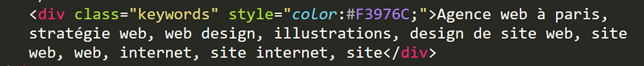 <div class="keywords" style="color:#F3976C;">Agence web à paris,
stratégie web, web design, illustrations, design de site web, site
web, web, internet, site internet, site</div>